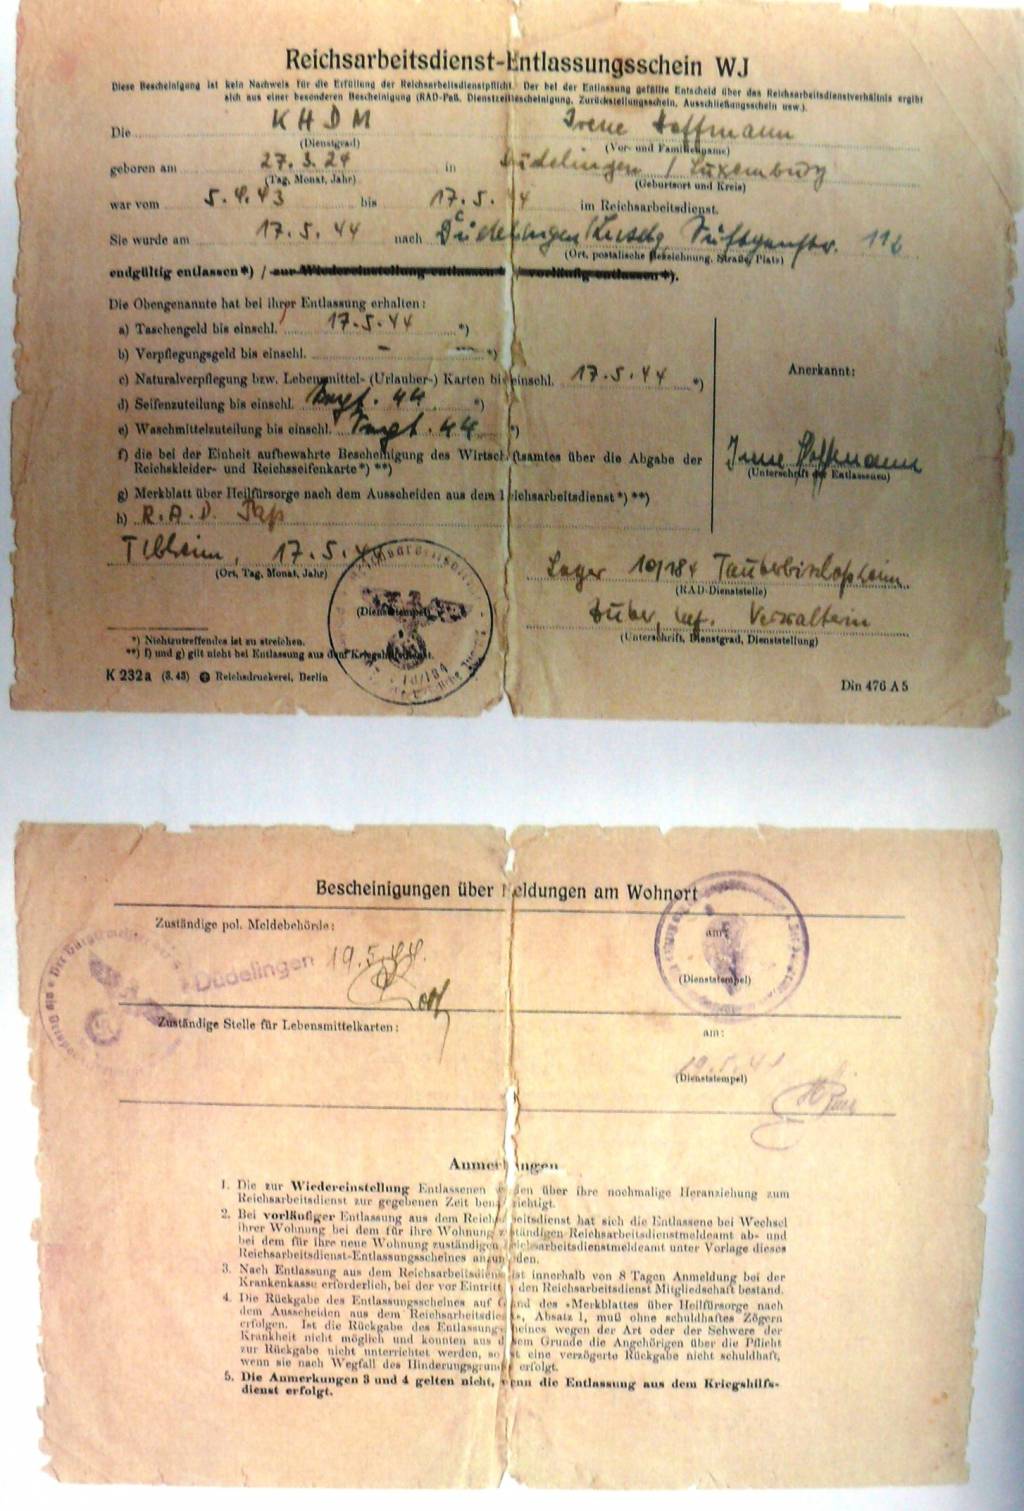 Reichsarbeitsdienst-Entlassungsschein WJ
Diese Bescheinigung ist kein Nachweis für die Erfüllung der Reichsarbeitsdienstpflicht. Der bei der Entlassung gefällte Entscheid über das Reichsarbeitsdienstverhältnis ergibt
sich aus einer besonderen Bescheinigung (RAD-Paß, Dienstzeitbescheinigung, Zurückstellungsschein, Ausschließungsschein usw.).
Die KHDM Irene Hoffmann
(Dienstgrad) (Vor- und Familienname)
geboren am 27.3.24 in Düdelingen / Luxemburg
(Tag, Monat, Jahr) (Geburtsort und Kreis)
war vom 5.4.43 bis 17.5.44 im Reichsarbeitsdienst.
Sie wurde am 17.5.44 nach Düdelingen 116
(Ort, postalische Bezeichnung, Straße, Platz)
endgültig entlassen*) / zur Wiedereinstellung entlassen* / vorläufig entlassen*).
Die Obengenannte hat bei ihrer Entlassung erhalten:
a) Taschengeld bis einschl. 17.5.44 *)
b) Verpflegungsgeld bis einschl. – — *)
c) Naturalverpflegung bzw. Lebensmittel- (Urlauber-) Karten bis einschl. 17.5.44 *)
Anerkannt:
d) Seifenzuteilung bis einschl. 44 *)
e) Waschmittelzuteilung bis einschl. 44 *)
f) die bei der Einheit aufbewahrte Bescheinigung des Wirtschaftsamtes über die Abgabe der
Reichskleider- und Reichsseifenkarte*) **)
Irene Hoffmann
(Unterschrift der Entlassenen)
g) Merkblatt über Heilfürsorge nach dem Ausscheiden aus dem Reichsarbeitsdienst*) **)
h) R.A.D. Paß
Tbheim, 17.5.44
(Ort, Tag, Monat, Jahr)
Lager 10/184 Tauberbischofsheim
(RAD-Dienststelle)
(Dienststempel)
Verwalterin
(Unterschrift, Dienstgrad, Dienststellung)
*) Nichtzutreffendes ist zu streichen.
**) f) und g) gilt nicht bei Entlassung aus dem Kriegshilfsdienst.
10/184
K 232a (8. 43) Reichsdruckerei, Berlin
Din 476 A 5
Bescheinigungen über Meldungen am Wohnort
Zuständige pol. Meldebehörde:
am:
Düdelingen 19.5.44.
(Dienststempel)
Zuständige Stelle für Lebensmittelkarten:
am:
(Dienststempel)
Anmerkungen
1. Die zur Wiedereinstellung Entlassenen werden über ihre nochmalige Heranziehung zum
Reichsarbeitsdienst zur gegebenen Zeit benachrichtigt.
2. Bei vorläufiger Entlassung aus dem Reichsarbeitsdienst hat sich die Entlassene bei Wechsel
ihrer Wohnung bei dem für ihre Wohnung zuständigen Reichsarbeitsdienstmeldeamt ab- und
bei dem für ihre neue Wohnung zuständigen Reichsarbeitsdienstmeldeamt unter Vorlage dieses
Reichsarbeitsdienst-Entlassungsscheines anzumelden.
3. Nach Entlassung aus dem Reichsarbeitsdienst ist innerhalb von 8 Tagen Anmeldung bei der
Krankenkasse erforderlich, bei der vor Eintritt in den Reichsarbeitsdienst Mitgliedschaft bestand.
4. Die Rückgabe des Entlassungsscheines auf Grund des »Merkblattes über Heilfürsorge nach
dem Ausscheiden aus dem Reichsarbeitsdienst«, Absatz 1, muß ohne schuldhaftes Zögern
erfolgen. Ist die Rückgabe des Entlassungsscheines wegen der Art oder der Schwere der
Krankheit nicht möglich und konnten aus diesem Grunde die Angehörigen über die Pflicht
zur Rückgabe nicht unterrichtet werden, so ist eine verzögerte Rückgabe nicht schuldhaft,
wenn sie nach Wegfall des Hinderungsgrundes erfolgt.
5. Die Anmerkungen 3 und 4 gelten nicht, wenn die Entlassung aus dem Kriegshilfs-
dienst erfolgt.